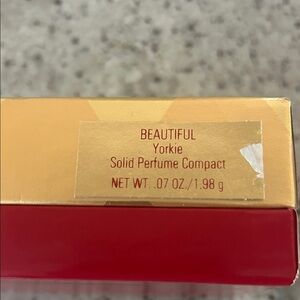 BEAUTIFUL
Yorkie
Solid Perfume Compact
NET WT. .07 OZ./1.98 g